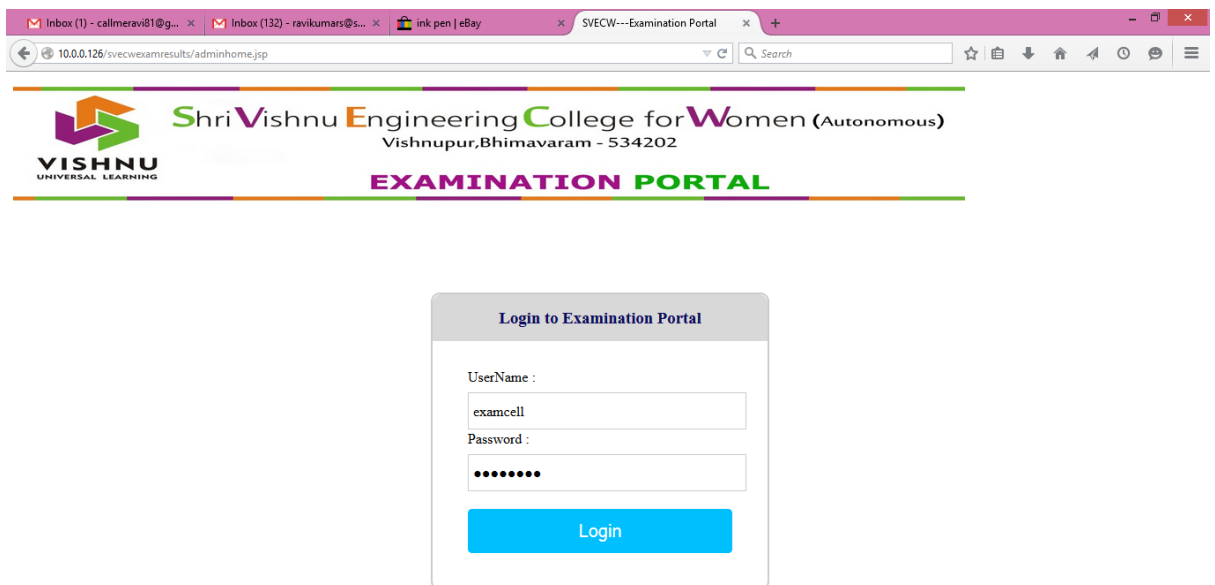 Inbox (1) - callmeravi81@g... × Inbox (132) - ravikumars@s... × ink pen | eBay × SVECW---Examination Portal × +
10.0.0.126/svecwexamresults/adminhome.jsp Search
Shri Vishnu Engineering College for Women (Autonomous)
Vishnupur,Bhimavaram - 534202
VISHNU
UNIVERSAL LEARNING
EXAMINATION PORTAL
Login to Examination Portal
UserName :
examcell
Password :
●●●●●●●●
Login